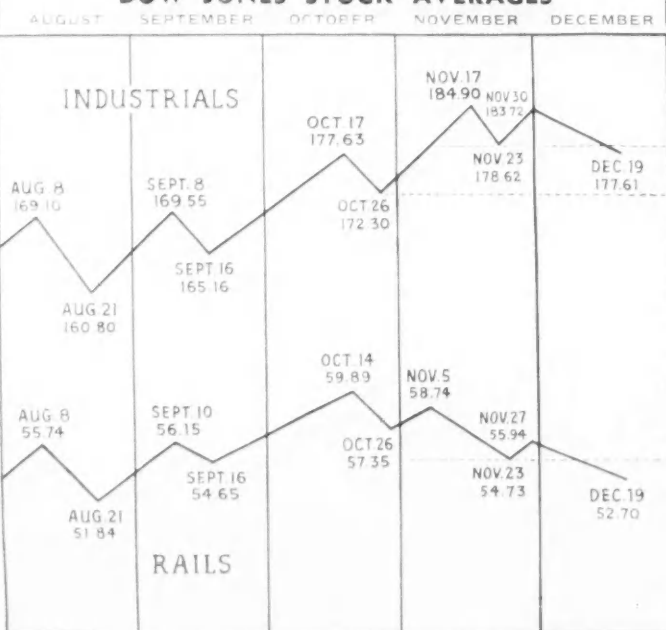 DOW JONES STOCK AVERAGES
AUGUST SEPTEMBER OCTOBER NOVEMBER DECEMBER
INDUSTRIALS
AUG. 8
169.10
AUG. 21
160.80
SEPT. 8
169.55
SEPT. 16
165.16
OCT. 17
177.63
OCT. 26
172.30
NOV. 17
184.90
NOV. 30
183.72
NOV. 23
178.62
DEC. 19
177.61
AUG. 8
55.74
AUG. 21
51.84
SEPT. 10
56.15
SEPT. 16
54.65
OCT. 14
59.89
OCT. 26
57.35
NOV. 5
58.74
NOV. 27
55.94
NOV. 23
54.73
DEC. 19
52.70
RAILS